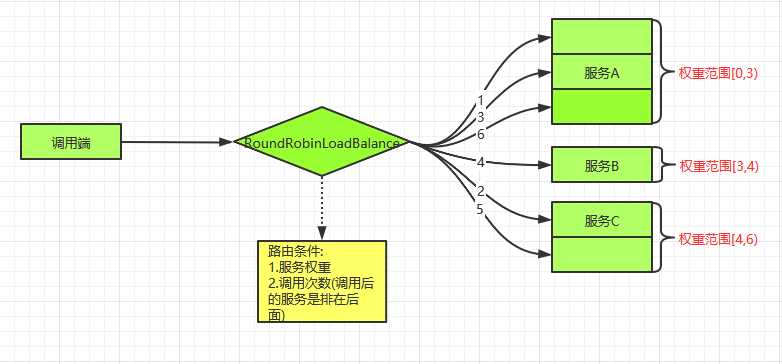 调用端
RoundRobinLoadBalance
路由条件:
1.服务权重
2.调用次数(调用后
的服务是排在后
面)
1
3
6
4
2
5
服务A
权重范围[0,3)
服务B
权重范围[3,4)
服务C
权重范围[4,6)